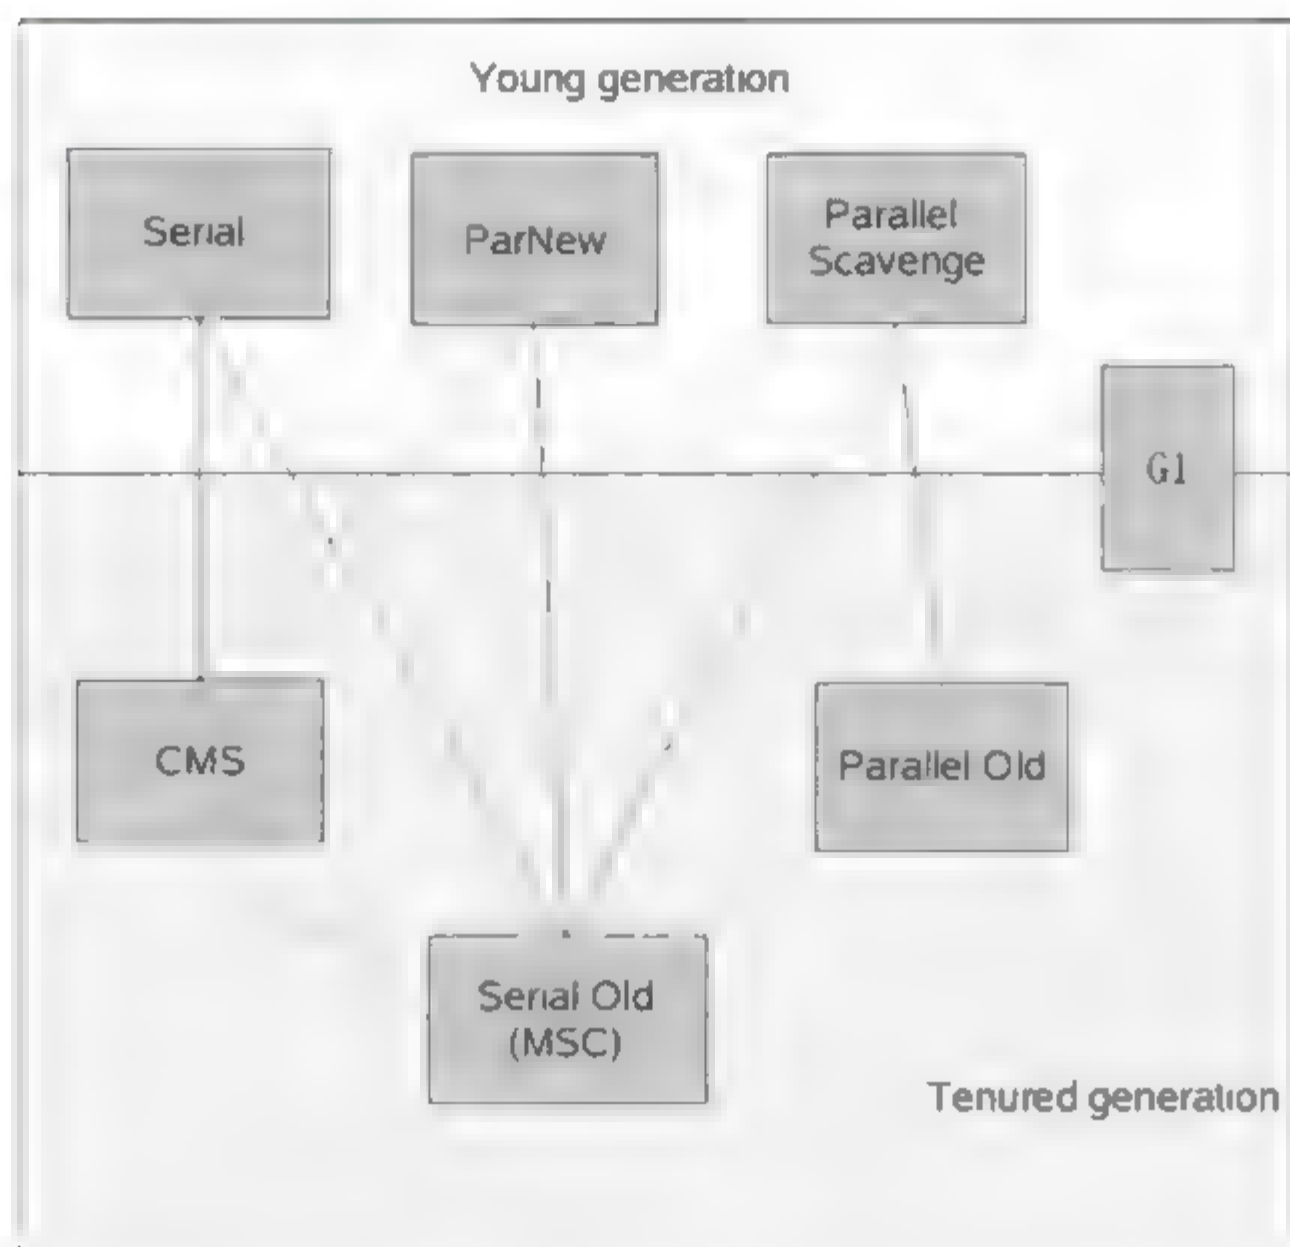 Young generation
Serial
ParNew
Parallel
Scavenge
G1
CMS
Parallel Old
Serial Old
(MSC)
Tenured generation